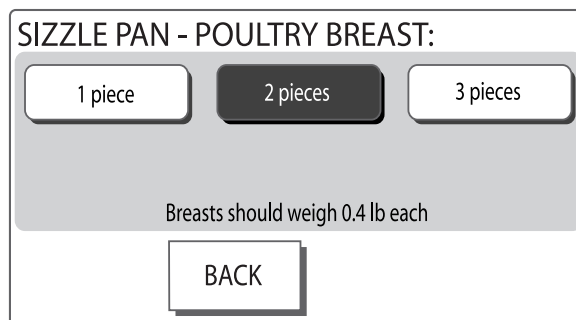 SIZZLE PAN - POULTRY BREAST:
1 piece
2 pieces
3 pieces
Breasts should weigh 0.4 lb each
BACK